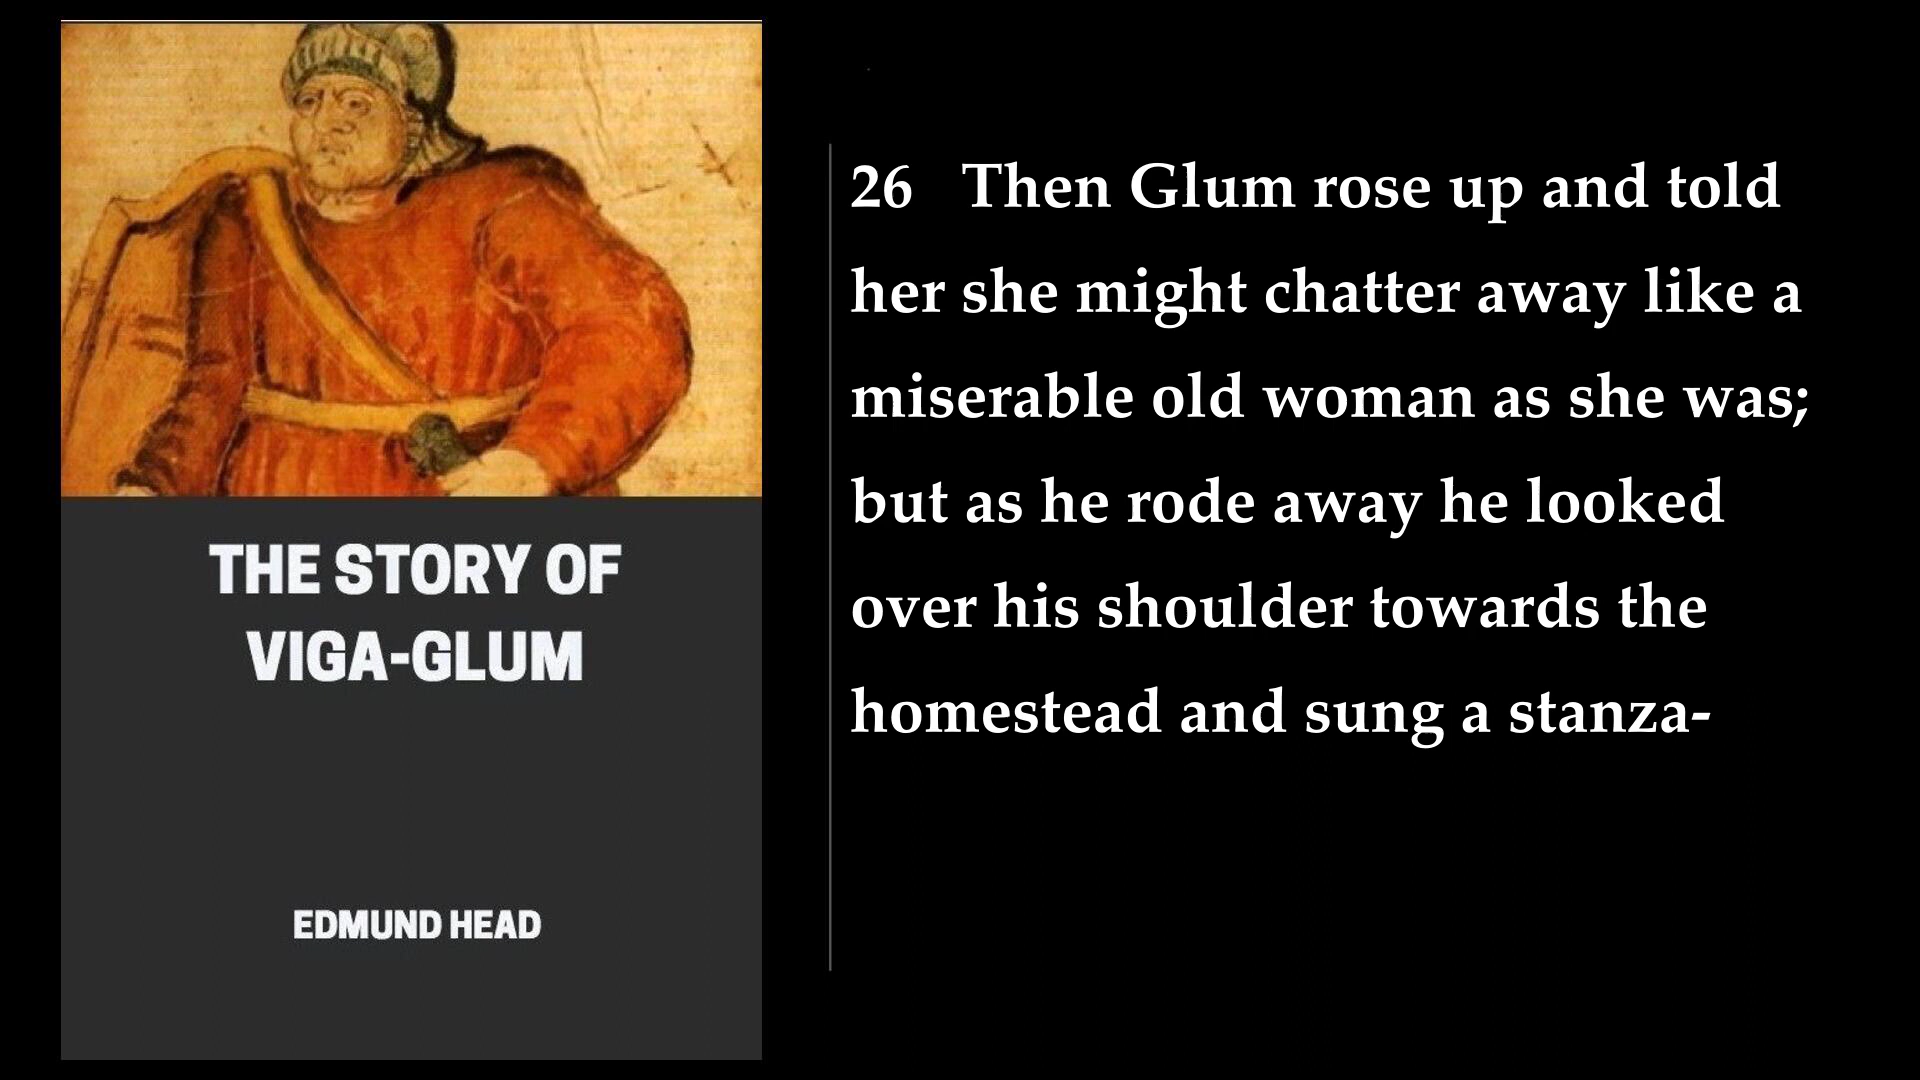 THE STORY OF
VIGA-GLUM
EDMUND HEAD
26 Then Glum rose up and told
her she might chatter away like a
miserable old woman as she was;
but as he rode away he looked
over his shoulder towards the
homestead and sung a stanza-